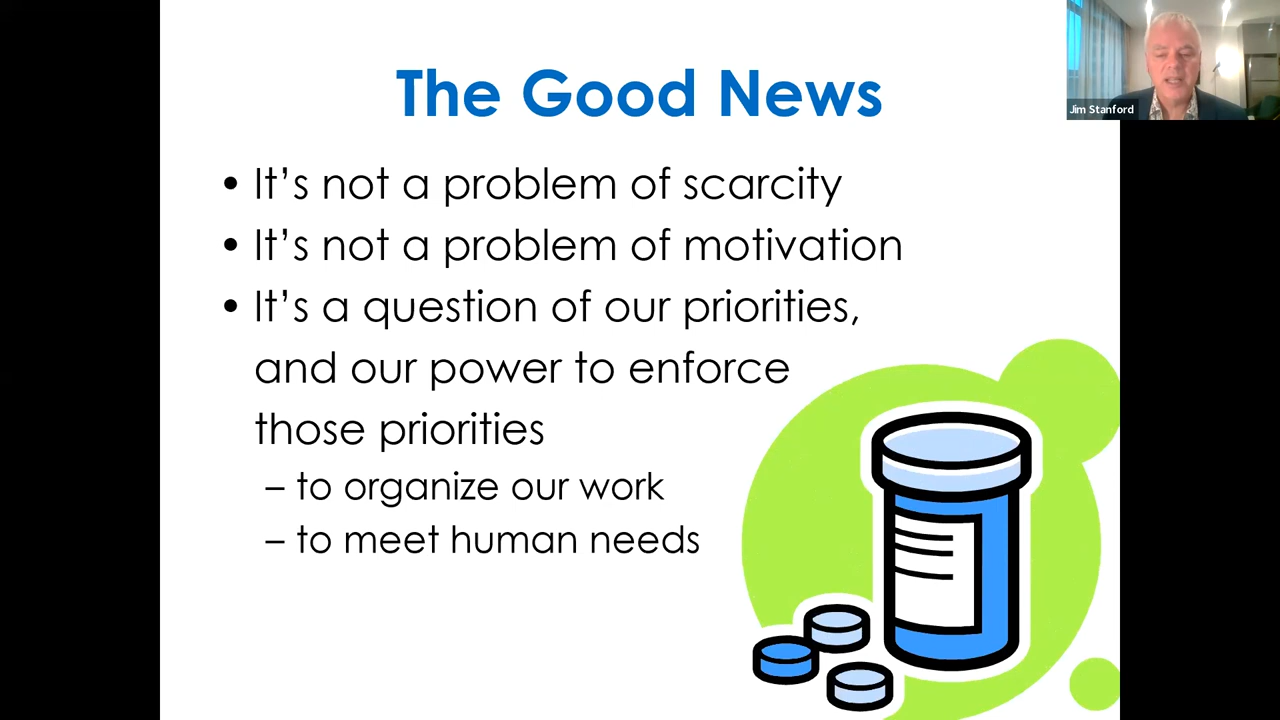 The Good News
• It's not a problem of scarcity
• It's not a problem of motivation
• It's a question of our priorities,
and our power to enforce
those priorities
– to organize our work
– to meet human needs
Jim Stanford